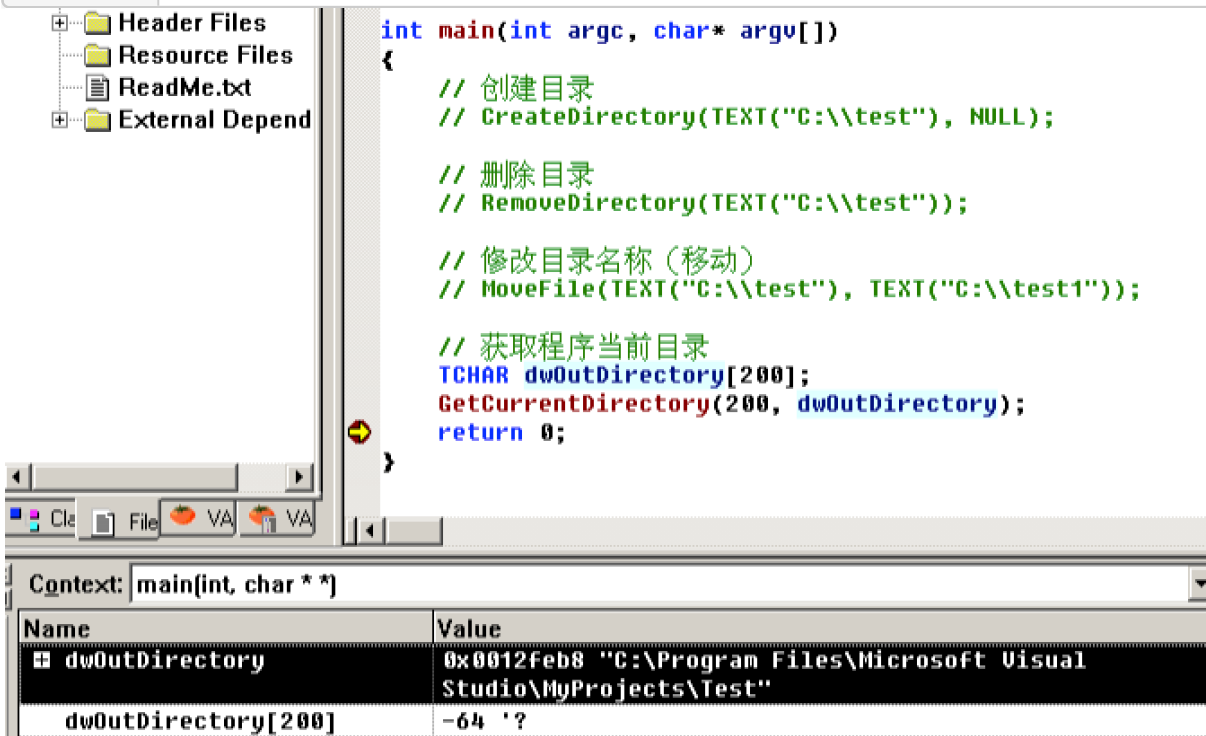 Header Files
Resource Files
ReadMe.txt
External Depend
int main(int argc, char* argv[])
{
// 创建目录
// CreateDirectory(TEXT("C:\\test"), NULL);
// 删除目录
// RemoveDirectory(TEXT("C:\\test"));
// 修改目录名称（移动）
// MoveFile(TEXT("C:\\test"), TEXT("C:\\test1"));
// 获取程序当前目录
TCHAR dwOutDirectory[200];
GetCurrentDirectory(200, dwOutDirectory);
return 0;
}
Cla File VA VA
Context: main(int, char * *)
Name Value
dwOutDirectory 0x0012feb8 "C:\Program Files\Microsoft Visual
Studio\MyProjects\Test"
dwOutDirectory[200] -64 '?